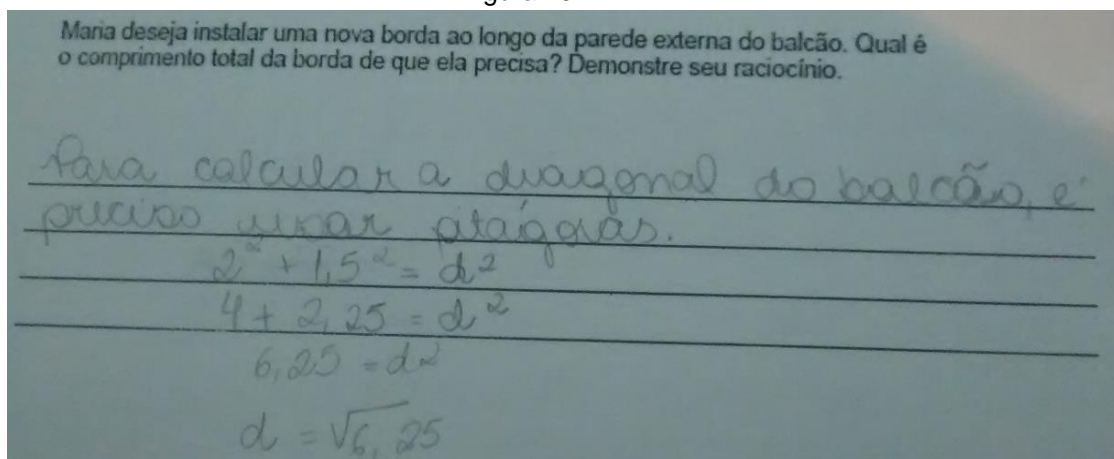 Maria deseja instalar uma nova borda ao longo da parede externa do balcão. Qual é
o comprimento total da borda de que ela precisa? Demonstre seu raciocínio.
Para calcular a diagonal do balcão, é
preciso usar pitágoras.
2² + 1,5² = d²
4 + 2,25 = d²
6,25 = d²
d = √6,25